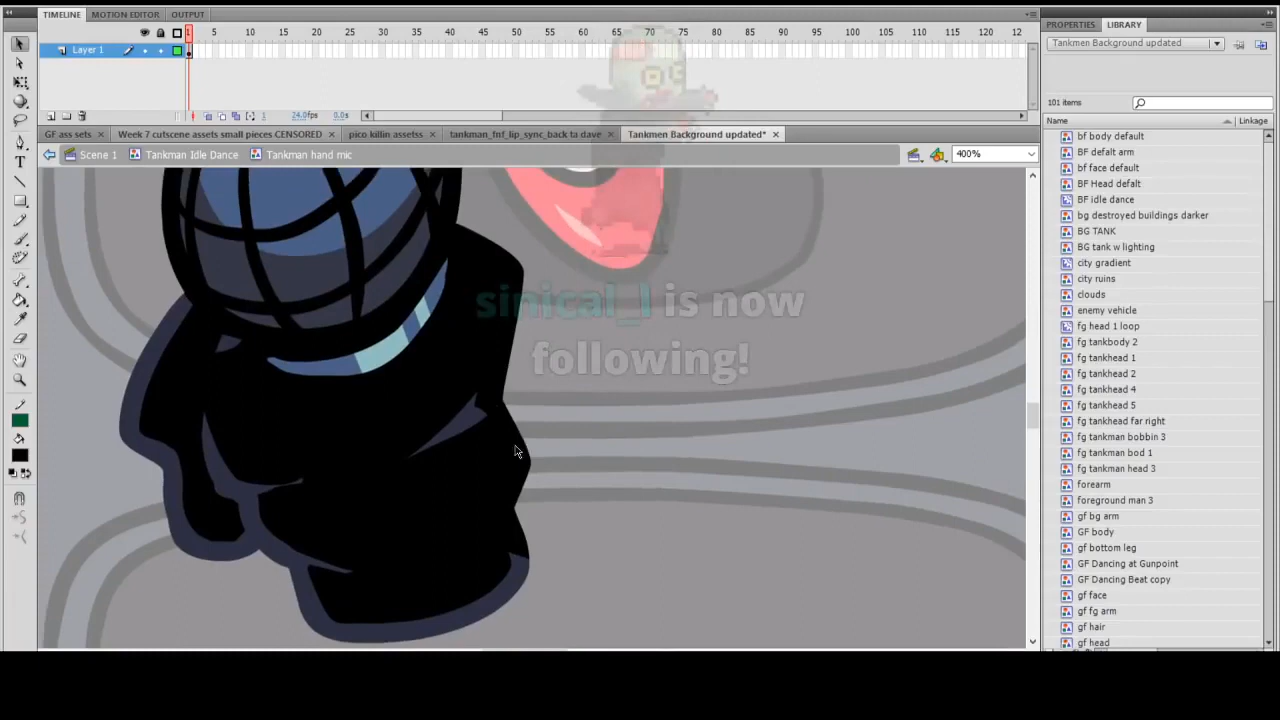 TIMELINE MOTION EDITOR OUTPUT
1 5 10 15 20 25 30 35 40 45 50 55 60 65 70 75 80 85 90 95 100 105 110 115 120 12
Layer 1
1 24.0fps 0.0s
GF ass sets Week 7 cutscene assets small pieces CENSORED pico killin assetss tankman_fnf_lip_sync_back ta dave Tankmen Background updated*
Scene 1 Tankman Idle Dance Tankman hand mic 400%
sinical_l is now
following!
PROPERTIES LIBRARY
Tankmen Background updated
101 items
Name Linkage
bf body default
BF defalt arm
bf face default
BF Head defalt
BF idle dance
bg destroyed buildings darker
BG TANK
BG tank w lighting
city gradient
city ruins
clouds
enemy vehicle
fg head 1 loop
fg tankbody 2
fg tankhead 1
fg tankhead 2
fg tankhead 4
fg tankhead 5
fg tankhead far right
fg tankman bobbin 3
fg tankman bod 1
fg tankman head 3
forearm
foreground man 3
gf bg arm
GF body
gf bottom leg
GF Dancing at Gunpoint
GF Dancing Beat copy
gf face
gf fg arm
gf hair
gf head